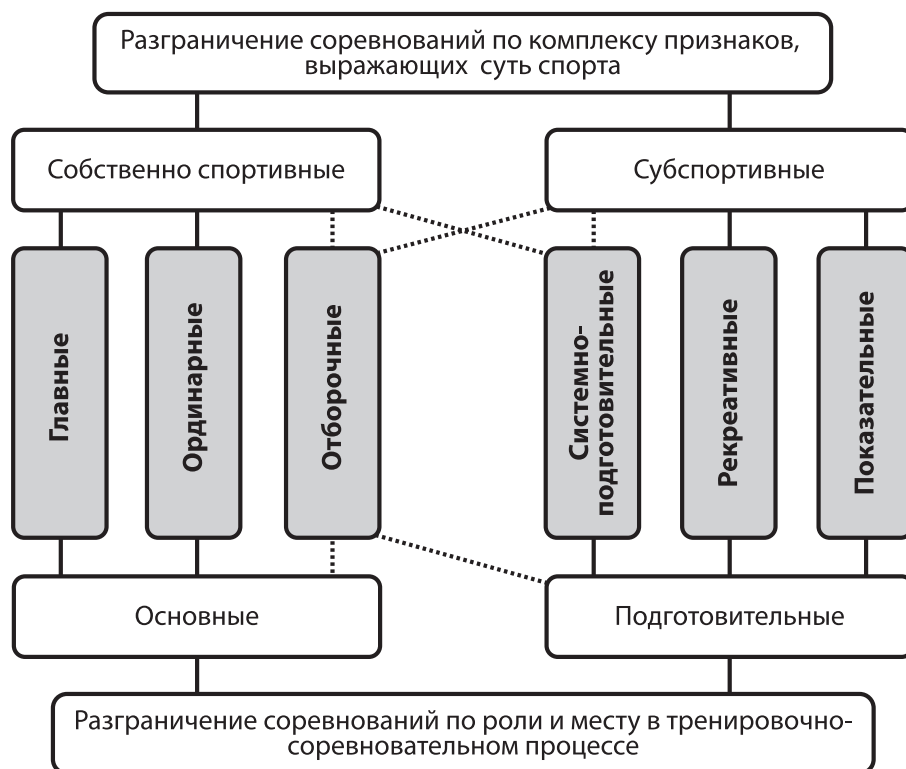 Разграничение соревнований по комплексу признаков,
выражающих суть спорта
Собственно спортивные
Субспортивные
Главные
Ординарные
Отборочные
Системно-
подготовительные
Рекреативные
Показательные
Основные
Подготовительные
Разграничение соревнований по роли и месту в тренировочно-
соревновательном процессе